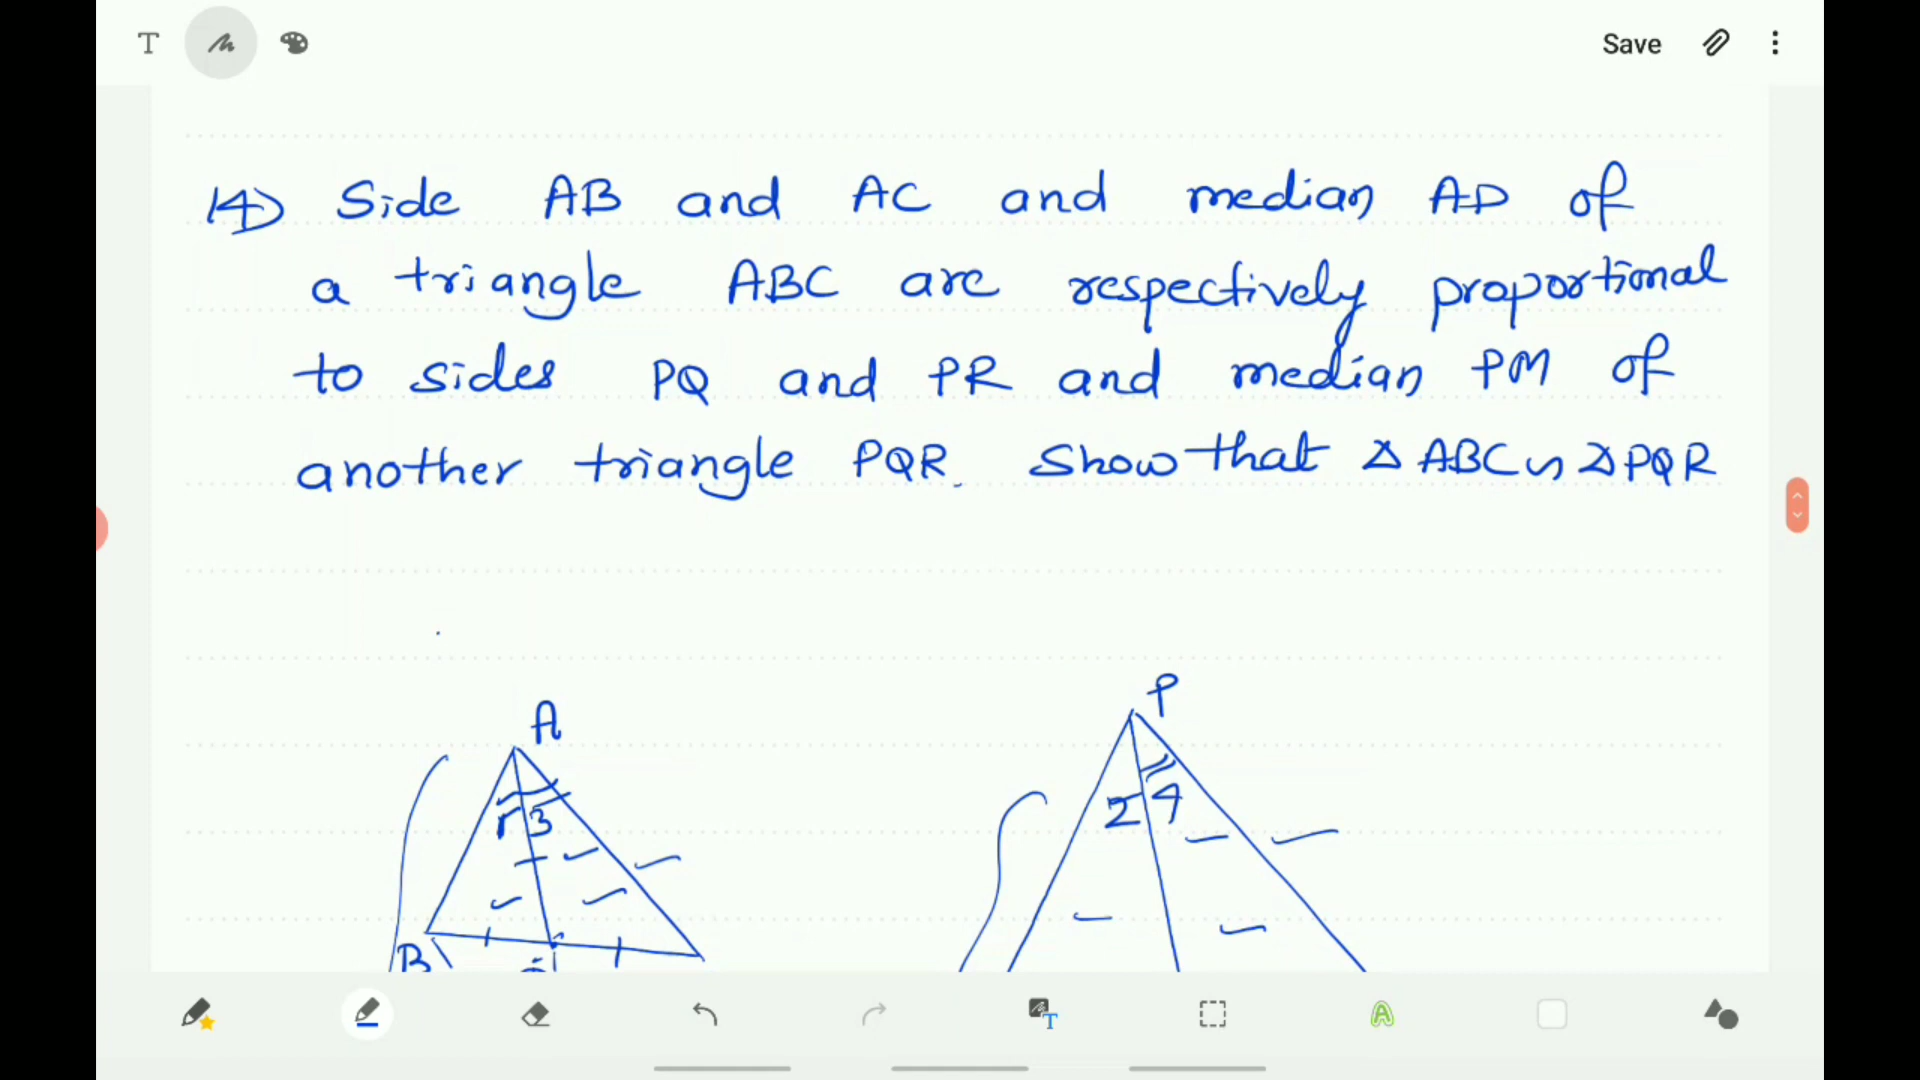 T Save
14) Side AB and AC and median AD of
a triangle ABC are respectively proportional
to sides PQ and PR and median PM of
another triangle PQR. Show that △ABC ∽ △PQR
A P
1 3 2 4
B
T A